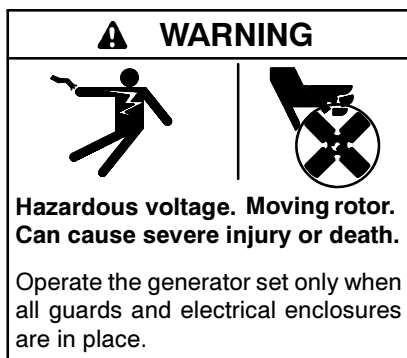 WARNING
Hazardous voltage. Moving rotor.
Can cause severe injury or death.
Operate the generator set only when
all guards and electrical enclosures
are in place.